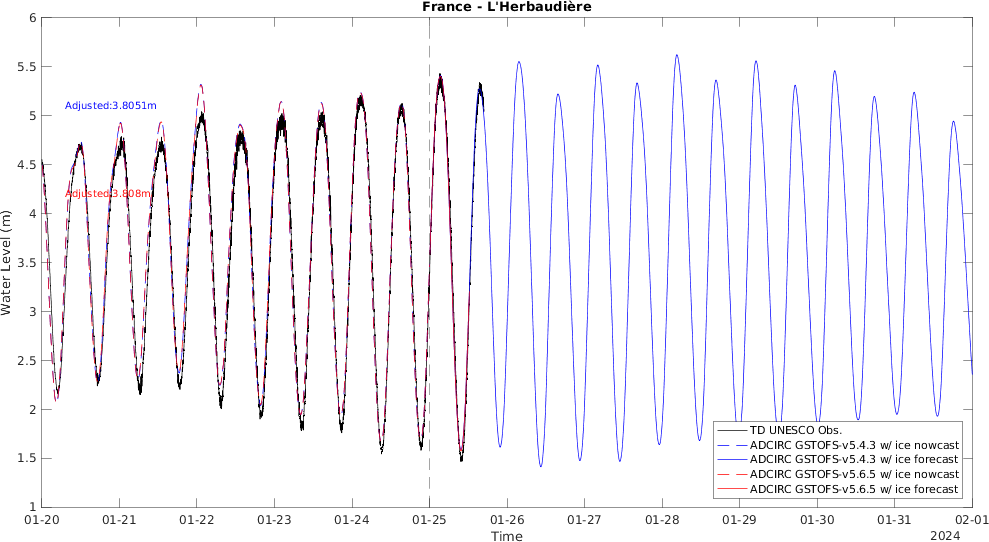 France - L'Herbaudière
6
5.5
5
4.5
4
3.5
3
2.5
2
1.5
1
Water Level (m)
Adjusted:3.8051m
Adjusted:3.808m
TD UNESCO Obs.
ADCIRC GSTOFS-v5.4.3 w/ ice nowcast
ADCIRC GSTOFS-v5.4.3 w/ ice forecast
ADCIRC GSTOFS-v5.6.5 w/ ice nowcast
ADCIRC GSTOFS-v5.6.5 w/ ice forecast
01-20 01-21 01-22 01-23 01-24 01-25 01-26 01-27 01-28 01-29 01-30 01-31 02-01
Time
2024